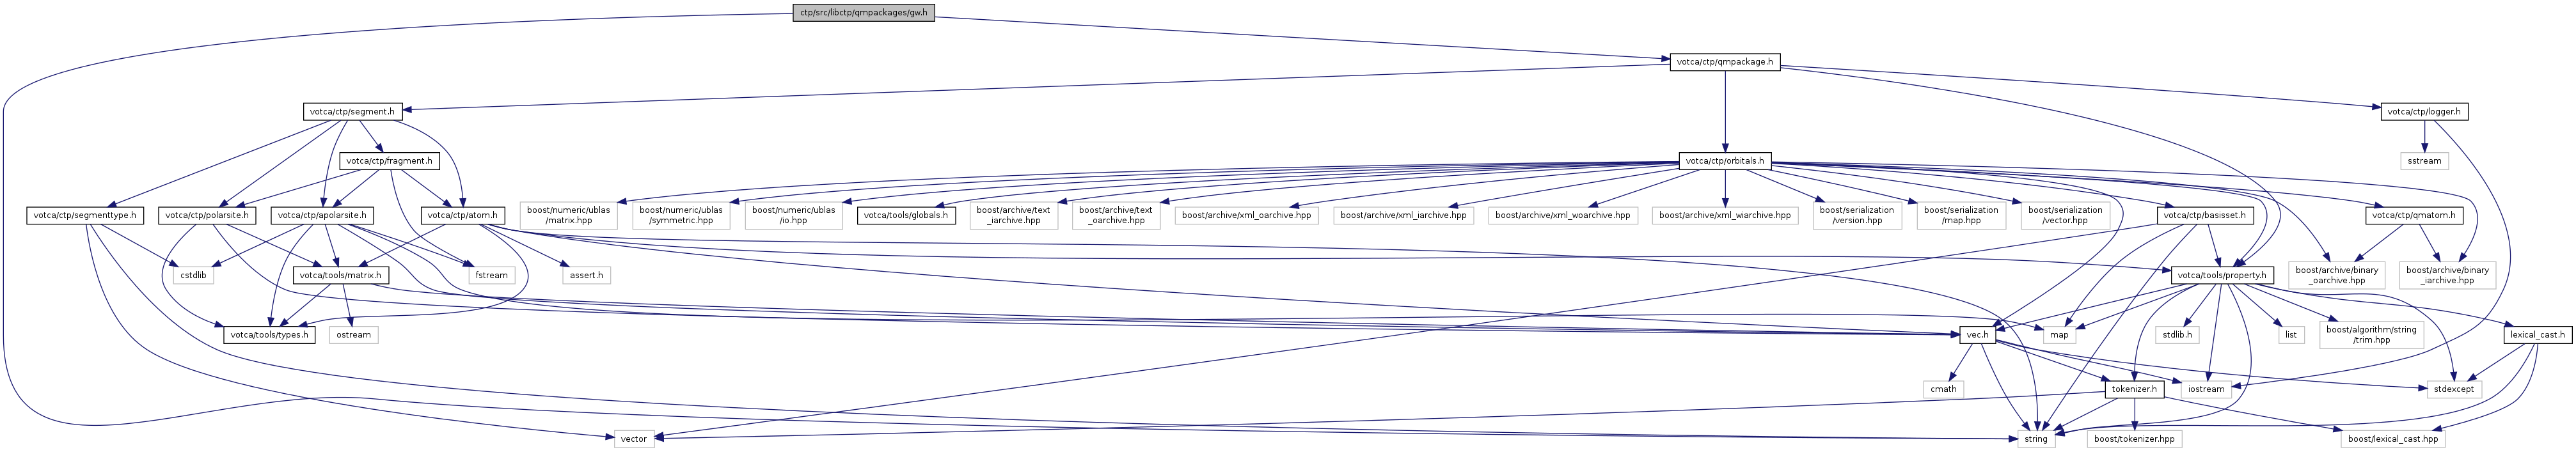 ctp/src/libctp/qmpackages/gw.h
votca/ctp/qmpackage.h
votca/ctp/segment.h
votca/ctp/logger.h
votca/ctp/fragment.h
votca/ctp/orbitals.h
sstream
votca/ctp/segmenttype.h
votca/ctp/polarsite.h
votca/ctp/apolarsite.h
votca/ctp/atom.h
boost/numeric/ublas
/matrix.hpp
boost/numeric/ublas
/symmetric.hpp
boost/numeric/ublas
/io.hpp
votca/tools/globals.h
boost/archive/text
_iarchive.hpp
boost/archive/text
_oarchive.hpp
boost/archive/xml_oarchive.hpp
boost/archive/xml_iarchive.hpp
boost/archive/xml_woarchive.hpp
boost/archive/xml_wiarchive.hpp
boost/serialization
/version.hpp
boost/serialization
/map.hpp
boost/serialization
/vector.hpp
votca/ctp/basisset.h
votca/ctp/qmatom.h
cstdlib
votca/tools/matrix.h
fstream
assert.h
votca/tools/property.h
boost/archive/binary
_oarchive.hpp
boost/archive/binary
_iarchive.hpp
votca/tools/types.h
ostream
vec.h
map
stdlib.h
list
boost/algorithm/string
/trim.hpp
lexical_cast.h
cmath
tokenizer.h
iostream
stdexcept
vector
string
boost/tokenizer.hpp
boost/lexical_cast.hpp